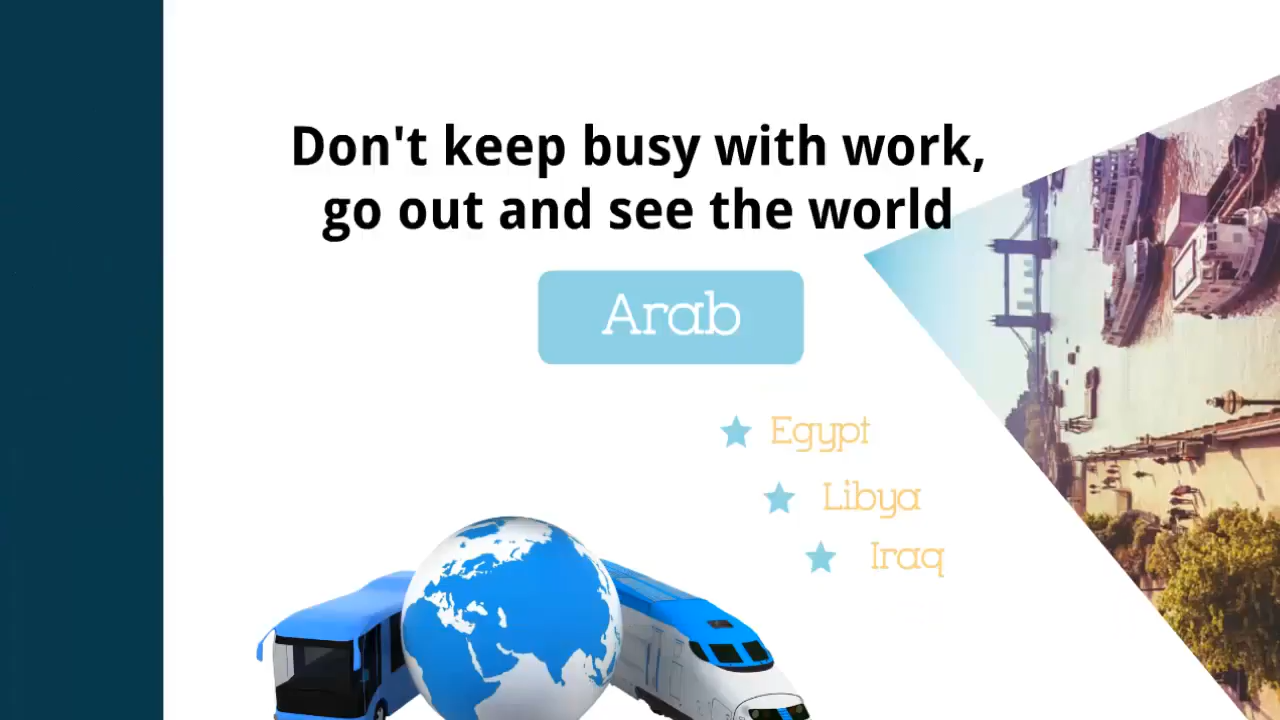 Don't keep busy with work,
go out and see the world
Arab
Egypt
Libya
Iraq